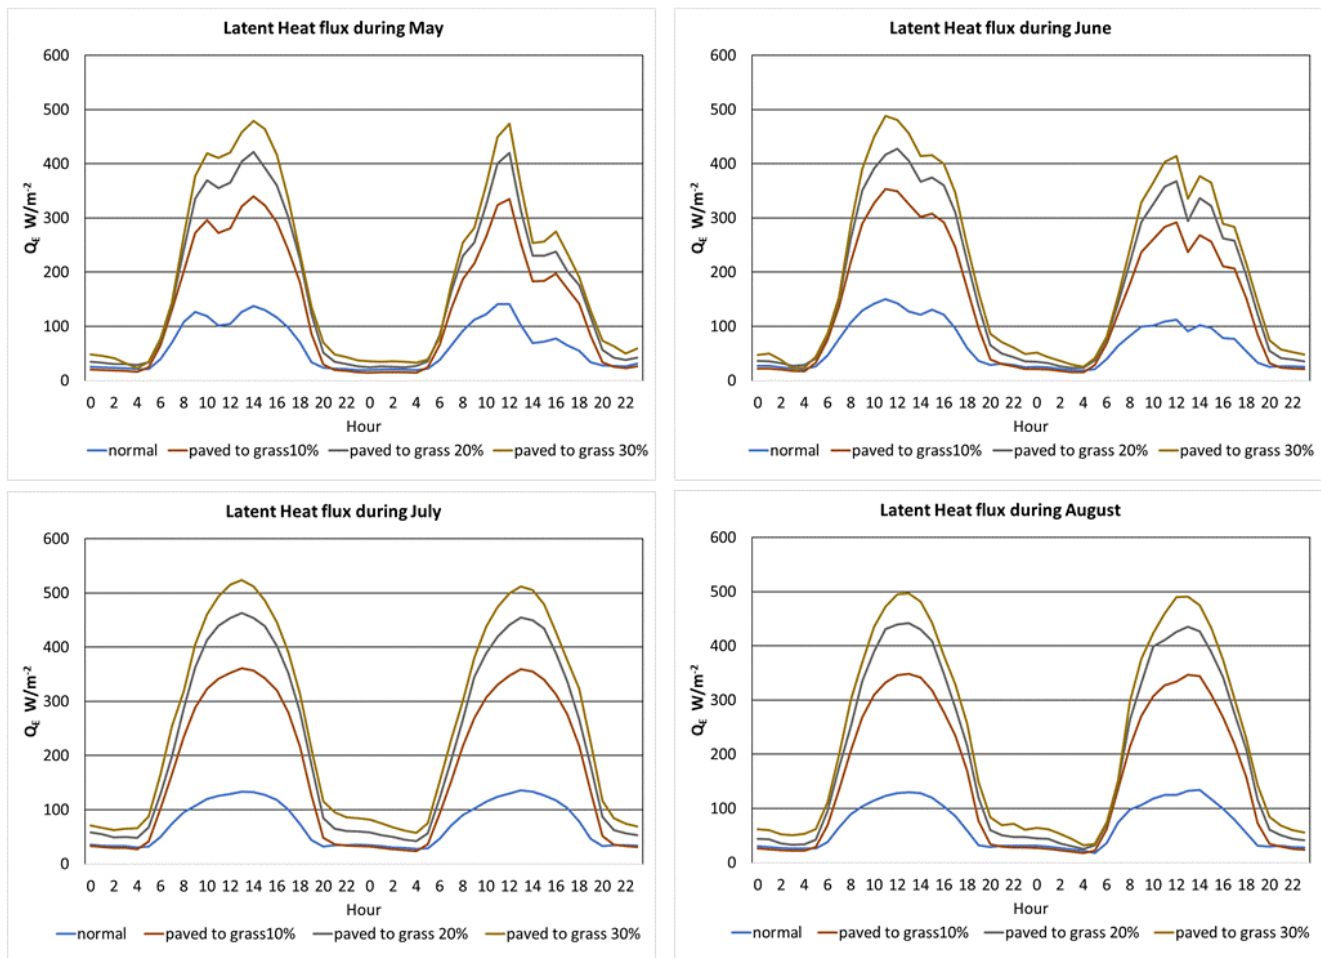 Latent Heat flux during May
600
500
400
300
200
100
0
Q_E W/m⁻²
0 2 4 6 8 10 12 14 16 18 20 22 0 2 4 6 8 10 12 14 16 18 20 22
Hour
normal paved to grass10% paved to grass 20% paved to grass 30%
Latent Heat flux during June
600
500
400
300
200
100
0
Q_E W/m⁻²
0 2 4 6 8 10 12 14 16 18 20 22 0 2 4 6 8 10 12 14 16 18 20 22
Hour
normal paved to grass10% paved to grass 20% paved to grass 30%
Latent Heat flux during July
600
500
400
300
200
100
0
Q_E W/m⁻²
0 2 4 6 8 10 12 14 16 18 20 22 0 2 4 6 8 10 12 14 16 18 20 22
Hour
normal paved to grass10% paved to grass 20% paved to grass 30%
Latent Heat flux during August
600
500
400
300
200
100
0
Q_E W/m⁻²
0 2 4 6 8 10 12 14 16 18 20 22 0 2 4 6 8 10 12 14 16 18 20 22
Hour
normal paved to grass10% paved to grass 20% paved to grass 30%